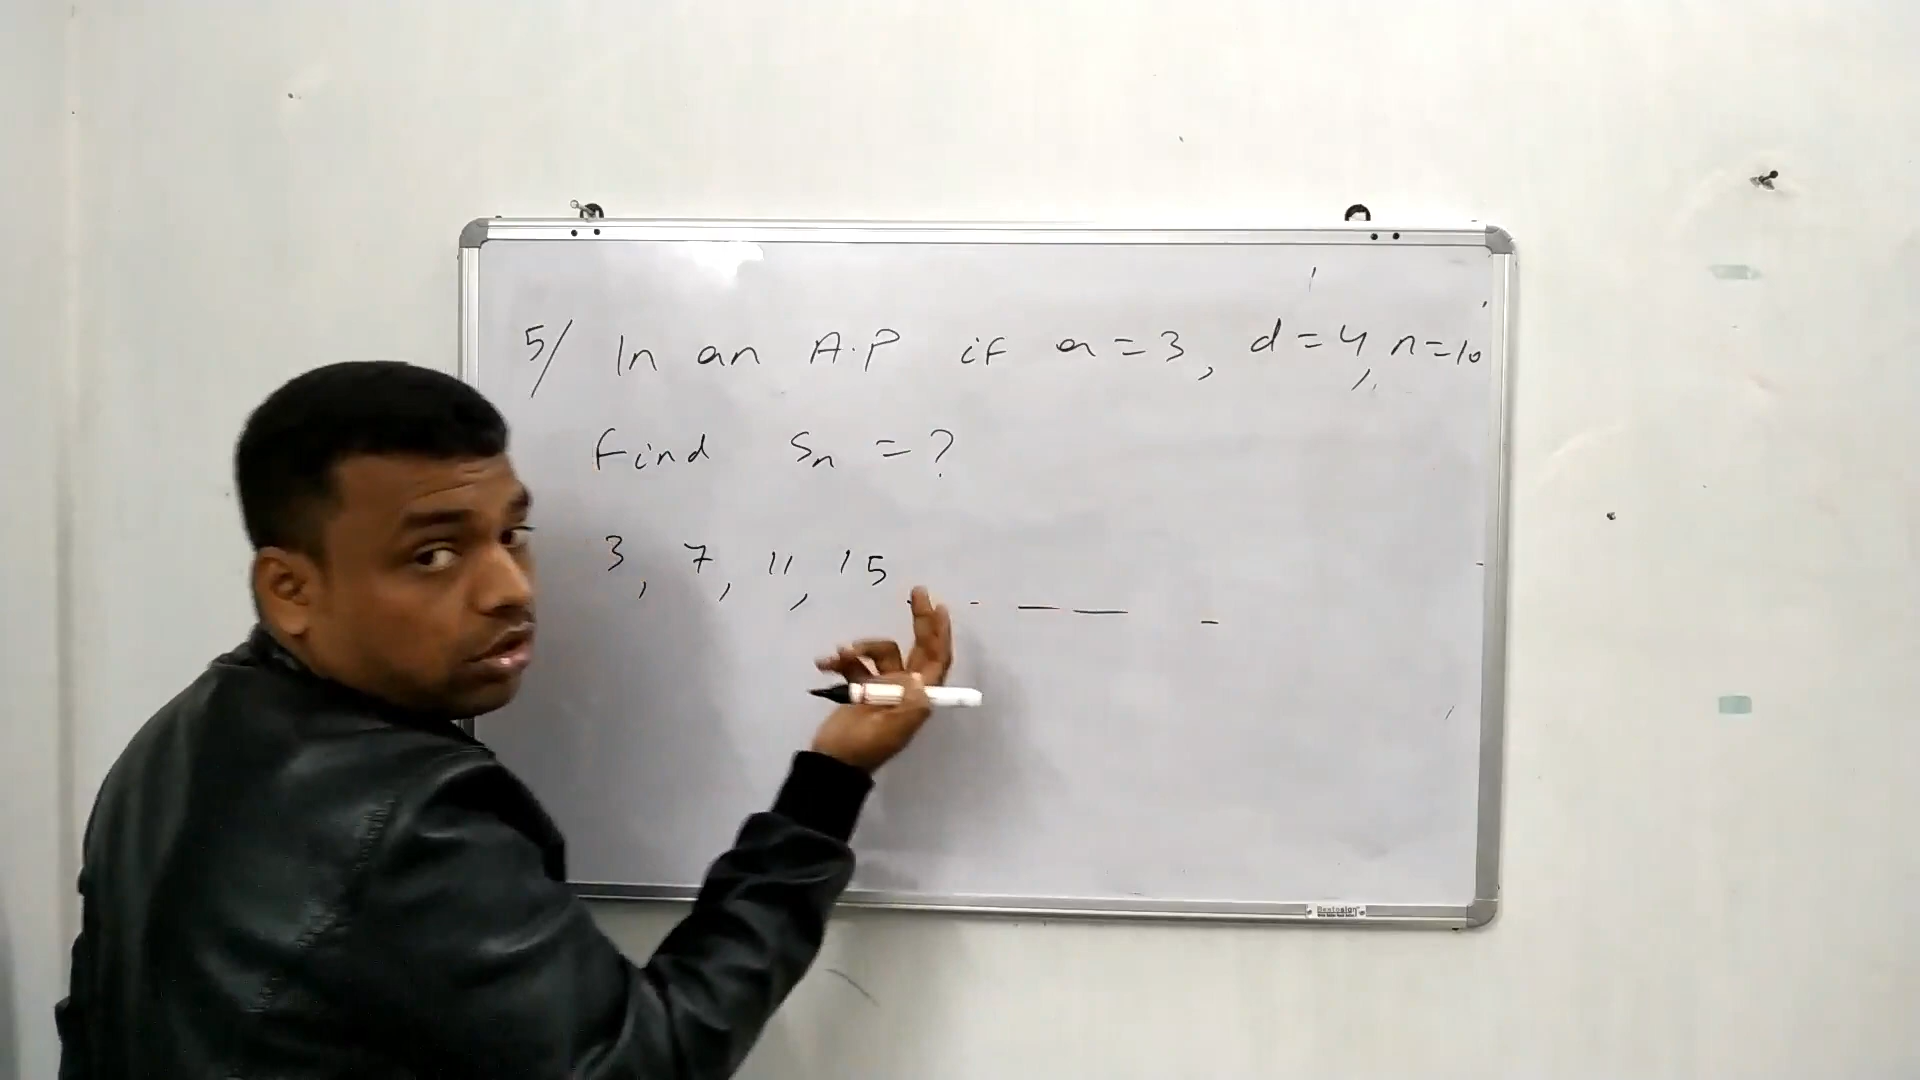 5/ In an A.P if a = 3, d = 4, n = 10
Find Sn = ?
3, 7, 11, 15 - - — — -